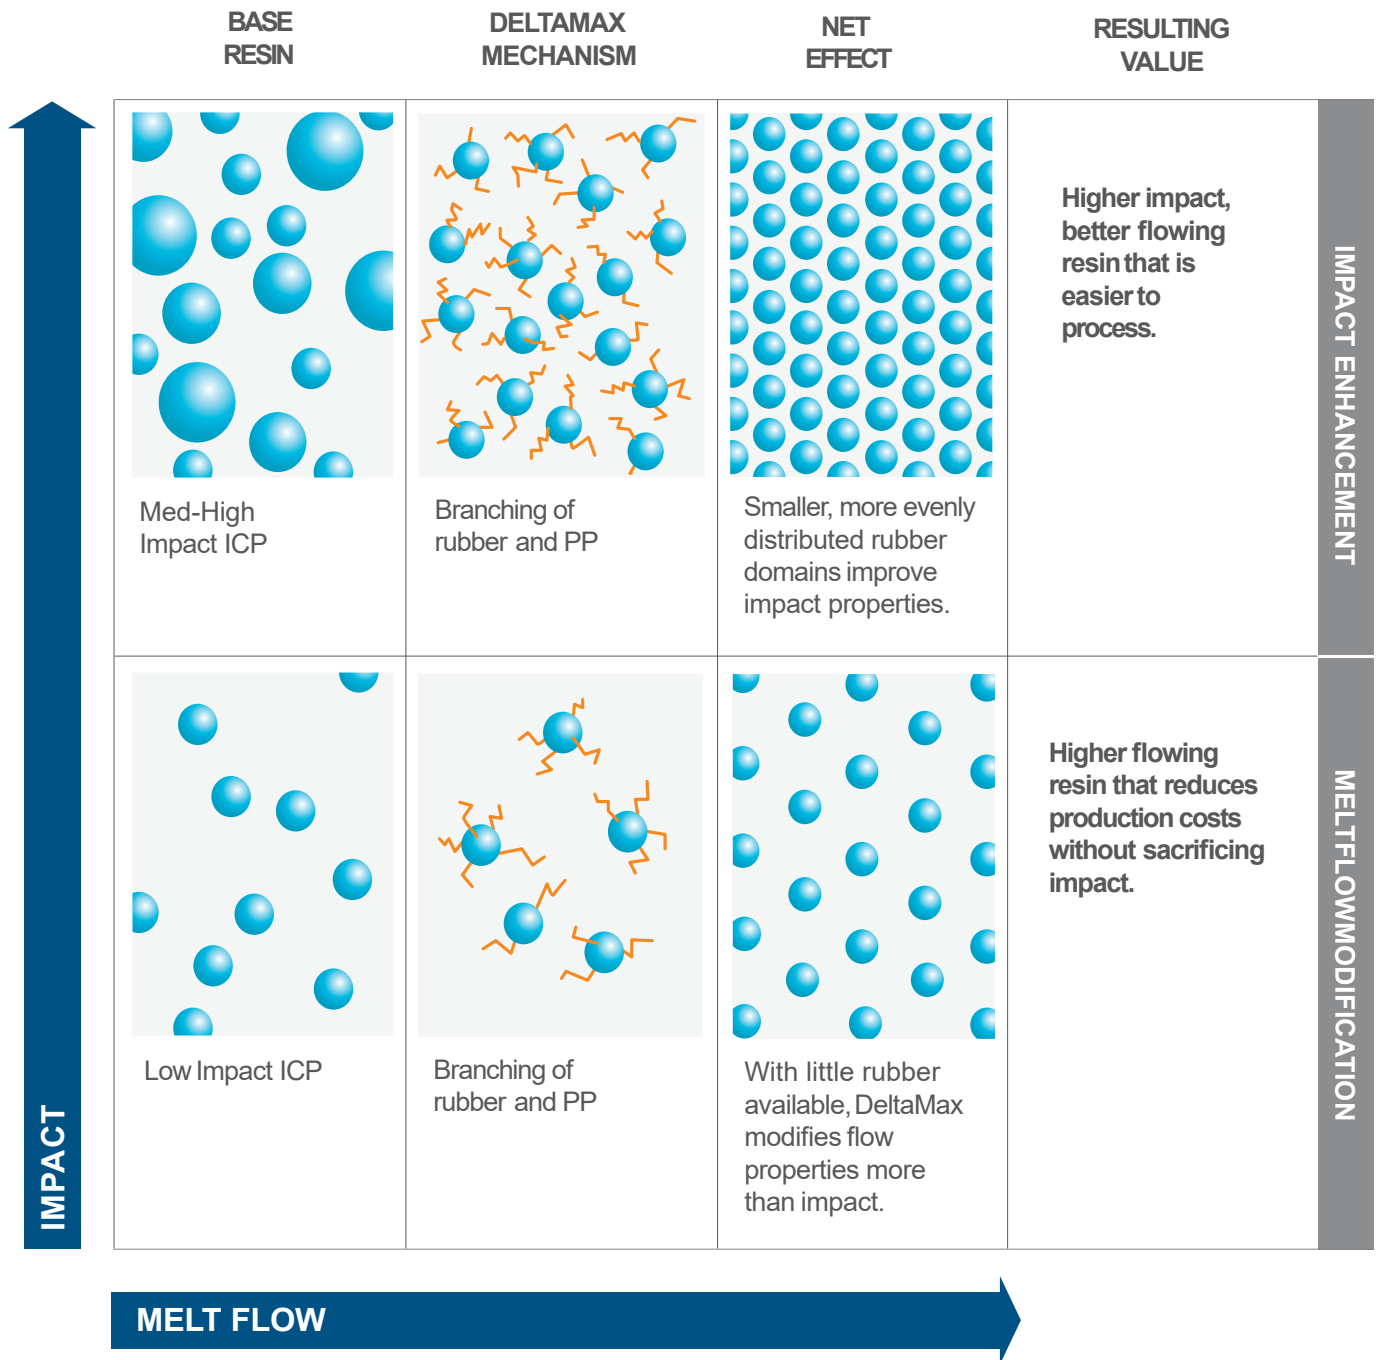 BASE
RESIN
DELTAMAX
MECHANISM
NET
EFFECT
RESULTING
VALUE
Med-High
Impact ICP
Branching of
rubber and PP
Smaller, more evenly
distributed rubber
domains improve
impact properties.
Higher impact,
better flowing
resin that is
easier to
process.
IMPACT ENHANCEMENT
Low Impact ICP
Branching of
rubber and PP
With little rubber
available, DeltaMax
modifies flow
properties more
than impact.
Higher flowing
resin that reduces
production costs
without sacrificing
impact.
MELTFLOWMODIFICATION
IMPACT
MELT FLOW